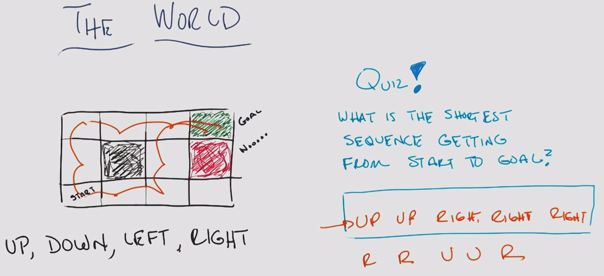 THE WORLD
GOAL
NOOOOO
START
UP, DOWN, LEFT, RIGHT
QUIZ!
WHAT IS THE SHORTEST
SEQUENCE GETTING
FROM START TO GOAL?
UP UP RIGHT RIGHT RIGHT
R R U U R